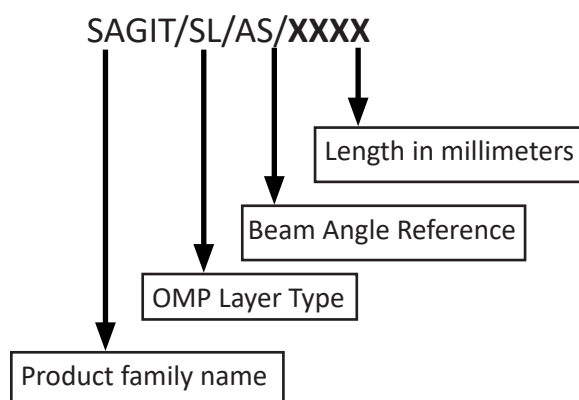 SAGIT/SL/AS/XXXX
Length in millimeters
Beam Angle Reference
OMP Layer Type
Product family name